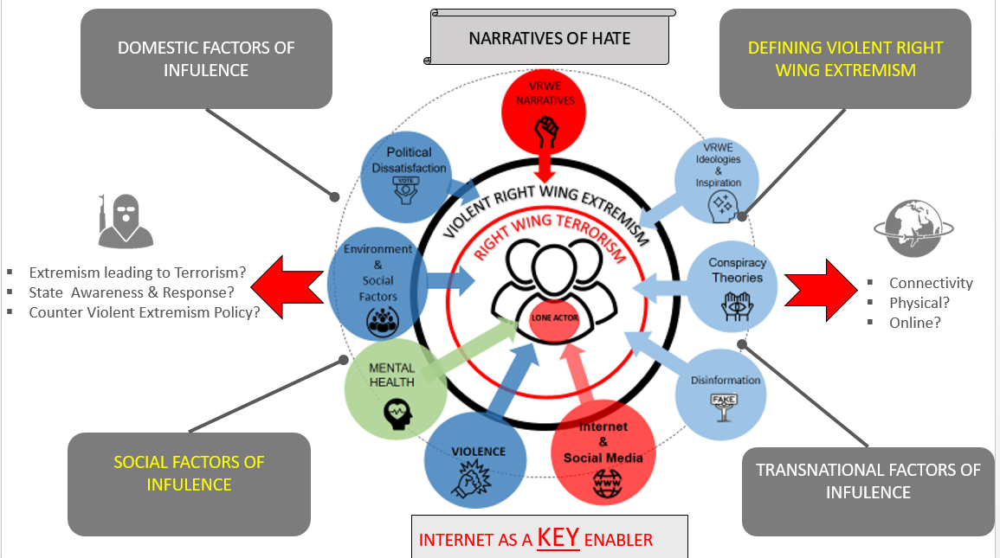 DOMESTIC FACTORS OF
INFULENCE
NARRATIVES OF HATE
DEFINING VIOLENT RIGHT
WING EXTREMISM
VRWE
NARRATIVES
Political
Dissatisfaction
VOTE
VRWE
Ideologies
&
Inspiration
VIOLENT RIGHT WING EXTREMISM
RIGHT WING TERRORISM
Environment
&
Social
Factors
Conspiracy
Theories
▪ Extremism leading to Terrorism?
▪ State Awareness & Response?
▪ Counter Violent Extremism Policy?
▪ Connectivity
▪ Physical?
▪ Online?
LONE ACTOR
MENTAL
HEALTH
Disinformation
FAKE
VIOLENCE
Internet
&
Social Media
WWW
SOCIAL FACTORS OF
INFULENCE
TRANSNATIONAL FACTORS OF
INFULENCE
INTERNET AS A KEY ENABLER